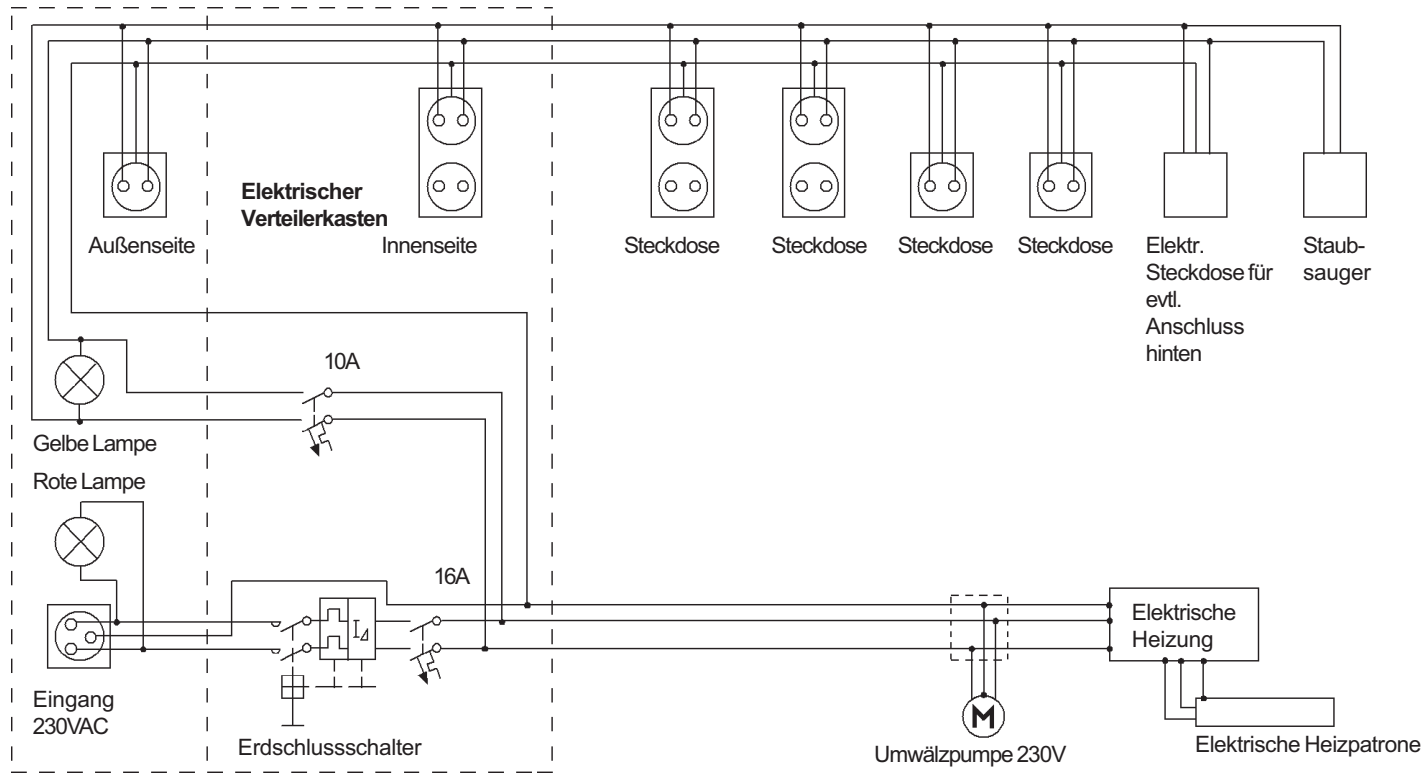 Elektrischer
Verteilerkasten
Außenseite
Innenseite
Steckdose
Steckdose
Steckdose
Steckdose
Elektr.
Steckdose für
evtl.
Anschluss
hinten
Staub-
sauger
10A
Gelbe Lampe
Rote Lampe
16A
I⊿
Eingang
230VAC
Erdschlussschalter
M
Umwälzpumpe 230V
Elektrische
Heizung
Elektrische Heizpatrone